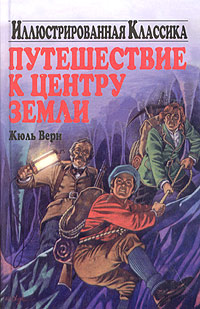 Иллюстрированная Классика
ПУТЕШЕСТВИЕ
К ЦЕНТРУ
ЗЕМЛИ
Жюль Верн